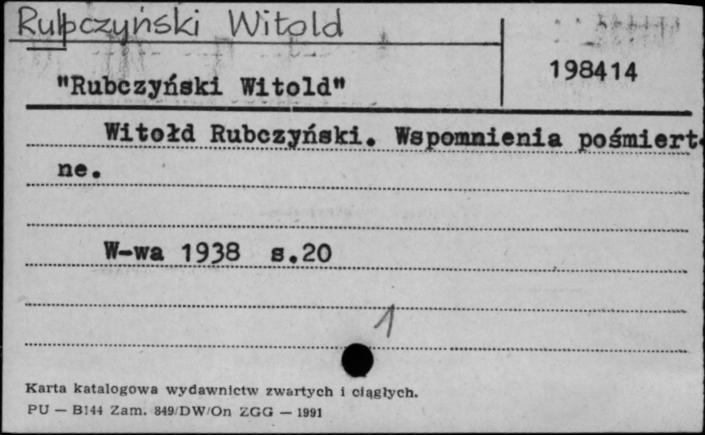 Rubczyński Witold
198414
"Rubczyński Witold"
Witołd Rubczyński. Wspomnienia pośmiert-
ne.
W-wa 1938 s.20
1
Karta katalogowa wydawnictw zwartych i ciągłych.
PU — B144 Zam. 849/DW/On ZGG — 1991